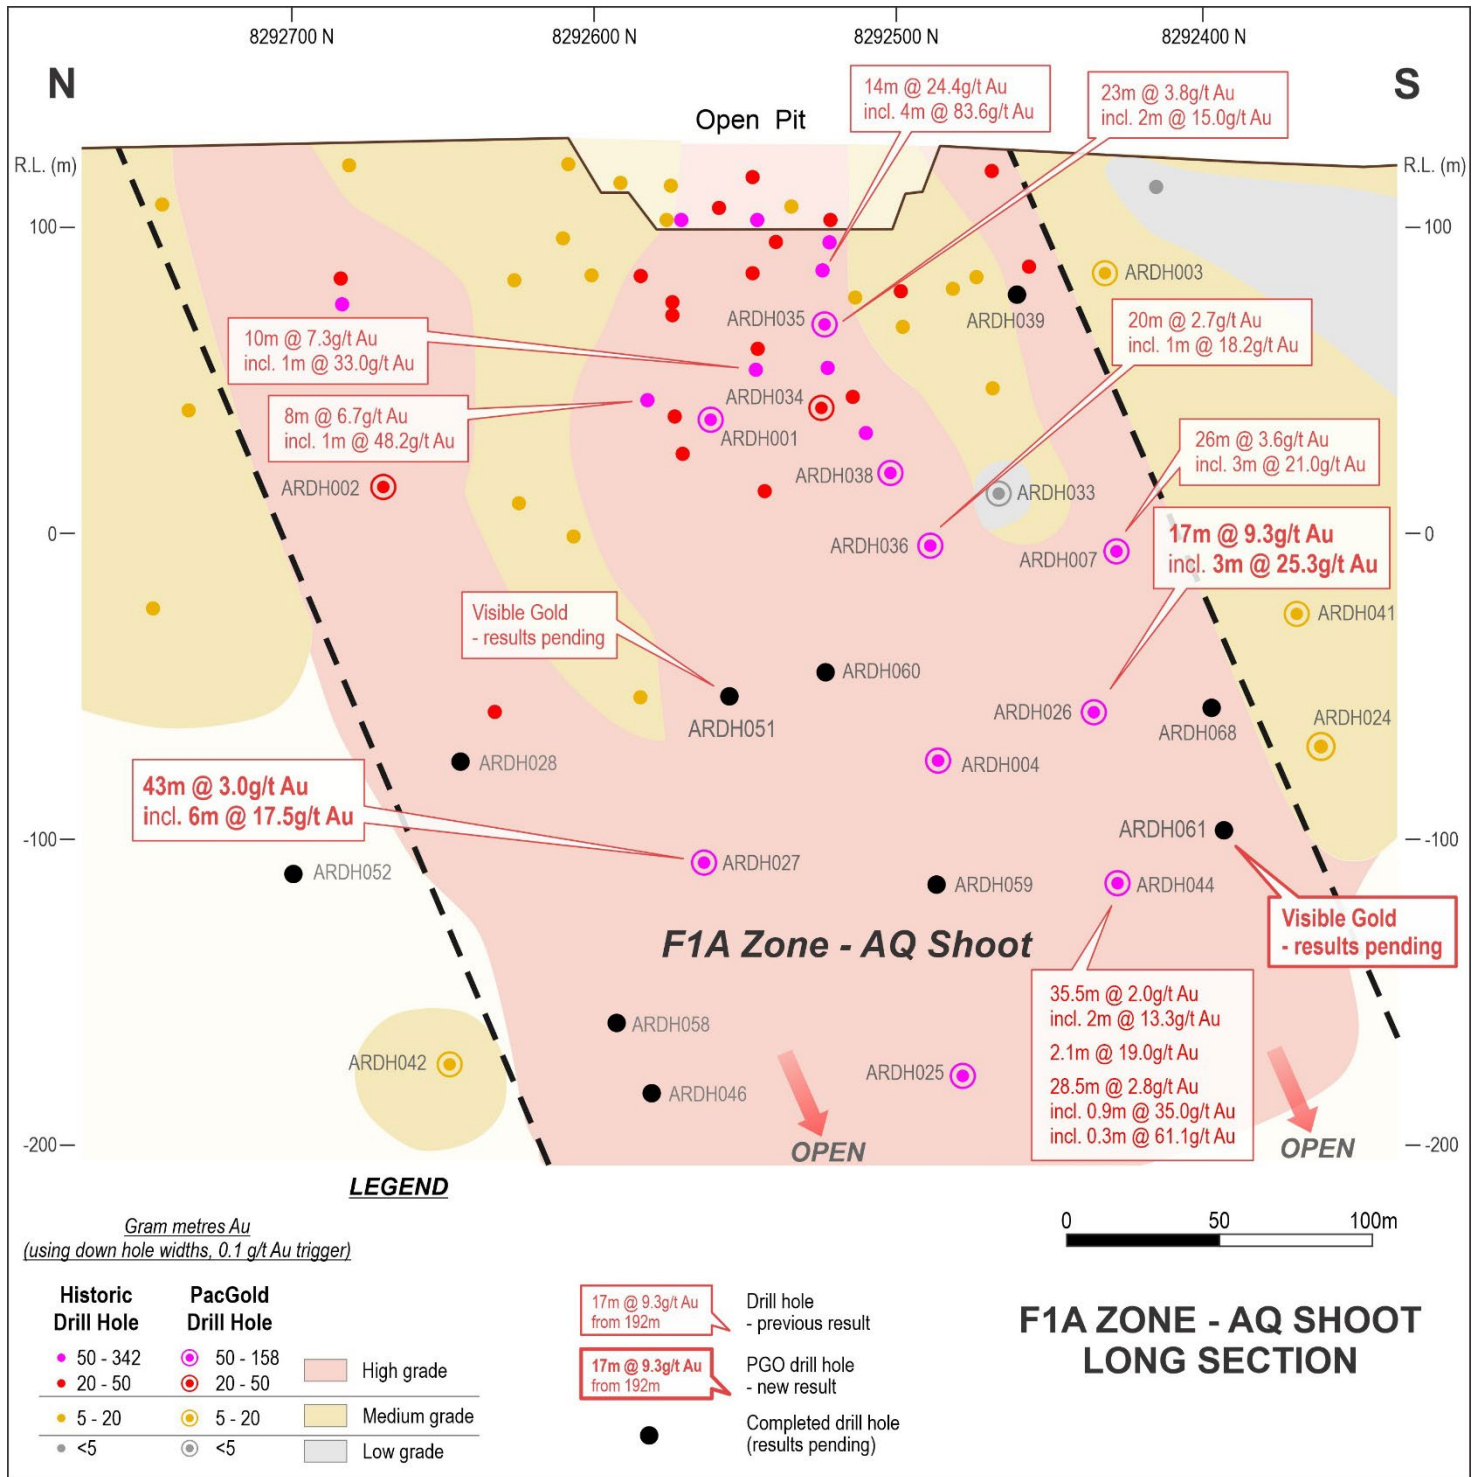 8292700 N
8292600 N
8292500 N
8292400 N
N
S
Open Pit
R.L. (m)
R.L. (m)
14m @ 24.4g/t Au
incl. 4m @ 83.6g/t Au
23m @ 3.8g/t Au
incl. 2m @ 15.0g/t Au
100
100
ARDH003
ARDH039
ARDH035
20m @ 2.7g/t Au
incl. 1m @ 18.2g/t Au
10m @ 7.3g/t Au
incl. 1m @ 33.0g/t Au
ARDH034
8m @ 6.7g/t Au
incl. 1m @ 48.2g/t Au
ARDH001
26m @ 3.6g/t Au
incl. 3m @ 21.0g/t Au
ARDH002
ARDH038
ARDH033
0
0
ARDH036
ARDH007
17m @ 9.3g/t Au
incl. 3m @ 25.3g/t Au
Visible Gold
- results pending
ARDH041
ARDH060
ARDH051
ARDH026
ARDH068
ARDH024
ARDH028
ARDH004
43m @ 3.0g/t Au
incl. 6m @ 17.5g/t Au
-100
-100
ARDH061
ARDH052
ARDH027
ARDH059
ARDH044
Visible Gold
- results pending
F1A Zone - AQ Shoot
35.5m @ 2.0g/t Au
incl. 2m @ 13.3g/t Au
2.1m @ 19.0g/t Au
28.5m @ 2.8g/t Au
incl. 0.9m @ 35.0g/t Au
incl. 0.3m @ 61.1g/t Au
ARDH058
ARDH042
ARDH046
ARDH025
-200
-200
OPEN
OPEN
LEGEND
Gram metres Au
(using down hole widths, 0.1 g/t Au trigger)
Historic
Drill Hole
PacGold
Drill Hole
50 - 342
50 - 158
20 - 50
20 - 50
High grade
5 - 20
5 - 20
Medium grade
<5
<5
Low grade
17m @ 9.3g/t Au
from 192m
Drill hole
- previous result
17m @ 9.3g/t Au
from 192m
PGO drill hole
- new result
Completed drill hole
(results pending)
0
50
100m
F1A ZONE - AQ SHOOT
LONG SECTION